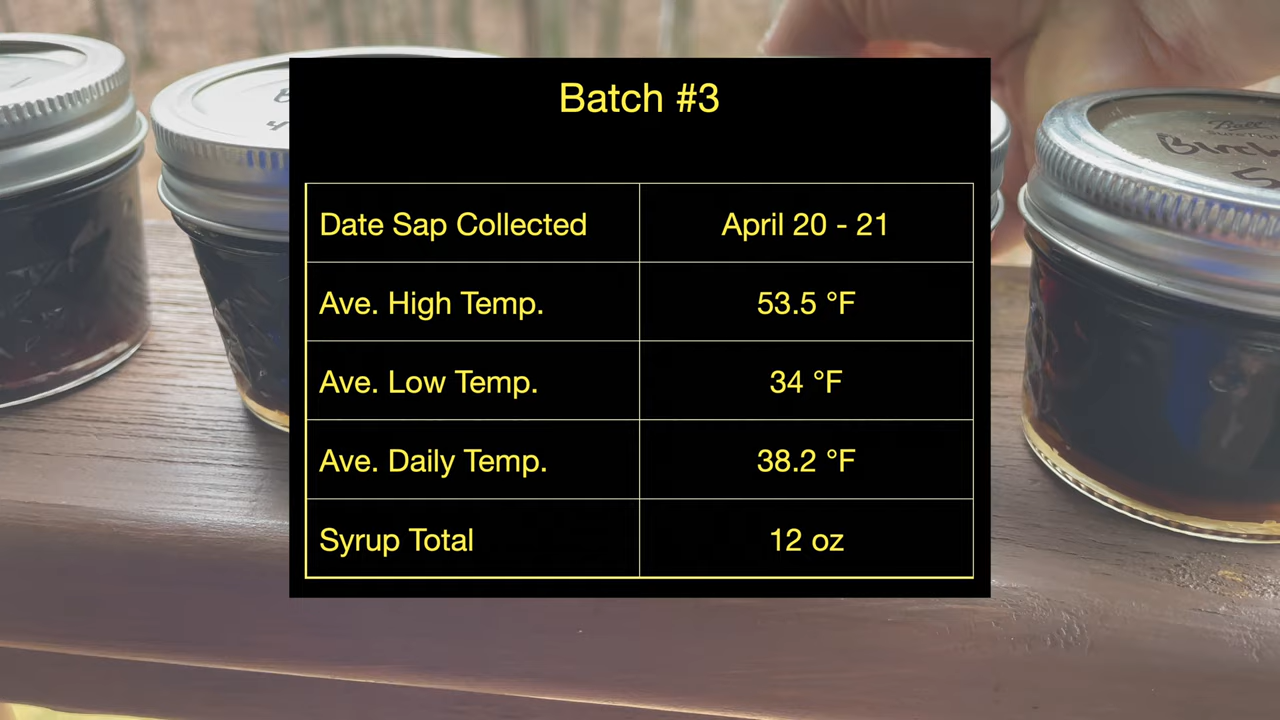 Batch #3
Date Sap Collected April 20 - 21
Ave. High Temp. 53.5 °F
Ave. Low Temp. 34 °F
Ave. Daily Temp. 38.2 °F
Syrup Total 12 oz
Ball